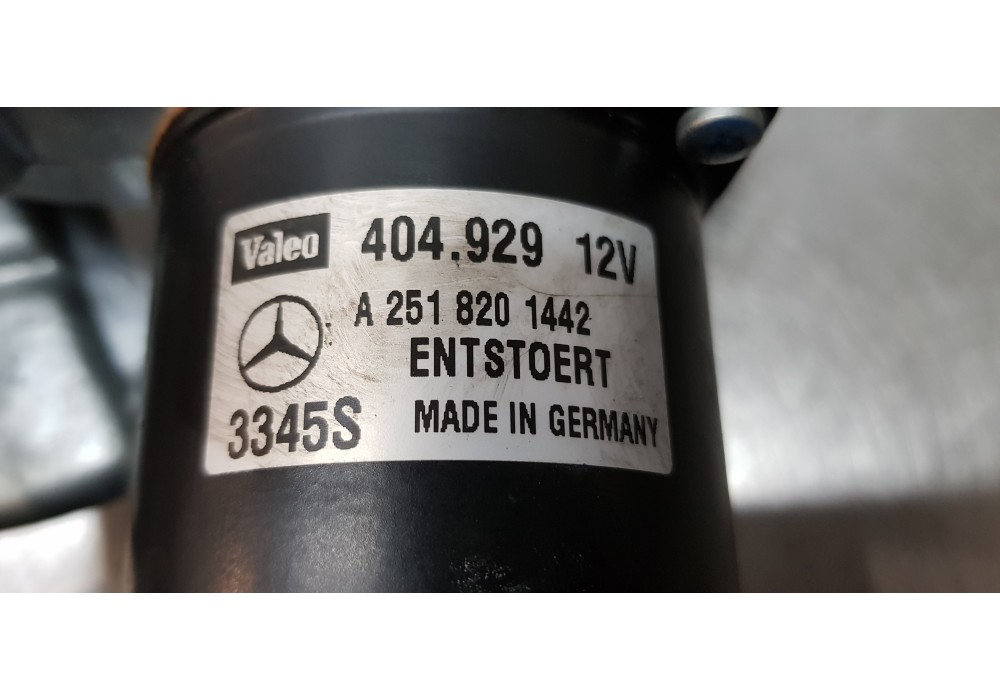 Valeo 404.929 12V
A 251 820 1442
ENTSTOERT
3345S MADE IN GERMANY